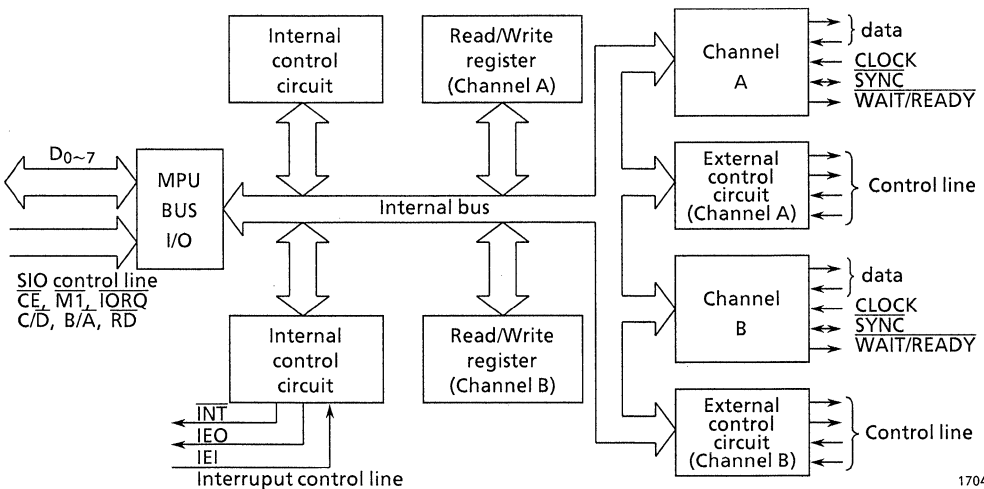 Internal
control
circuit
Read/Write
register
(Channel A)
Channel
A
data
CLOCK
SYNC
WAIT/READY
D0~7
MPU
BUS
I/O
Internal bus
External
control
circuit
(Channel A)
Control line
SIO control line
CE, M1, IORQ
C/D, B/A, RD
Internal
control
circuit
Read/Write
register
(Channel B)
Channel
B
data
CLOCK
SYNC
WAIT/READY
External
control
circuit
(Channel B)
Control line
INT
IEO
IEI
Interruput control line
1704